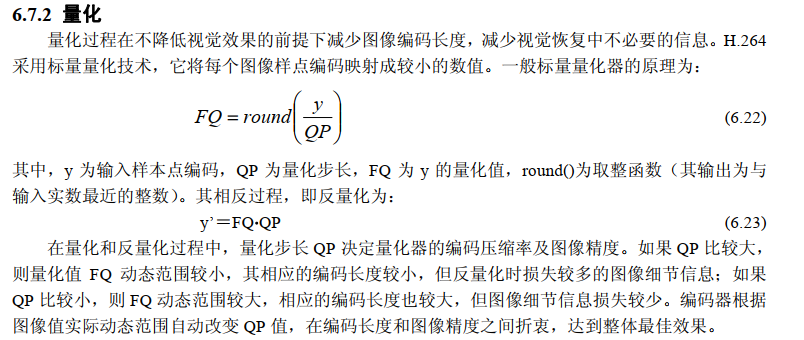 6.7.2 量化
量化过程在不降低视觉效果的前提下减少图像编码长度，减少视觉恢复中不必要的信息。H.264
采用标量量化技术，它将每个图像样点编码映射成较小的数值。一般标量量化器的原理为：
FQ = round(y/QP) (6.22)
其中，y 为输入样本点编码，QP 为量化步长，FQ 为 y 的量化值，round()为取整函数（其输出为与
输入实数最近的整数）。其相反过程，即反量化为：
y’＝FQ·QP (6.23)
在量化和反量化过程中，量化步长 QP 决定量化器的编码压缩率及图像精度。如果 QP 比较大，
则量化值 FQ 动态范围较小，其相应的编码长度较小，但反量化时损失较多的图像细节信息；如果
QP 比较小，则 FQ 动态范围较大，相应的编码长度也较大，但图像细节信息损失较少。编码器根据
图像值实际动态范围自动改变 QP 值，在编码长度和图像精度之间折衷，达到整体最佳效果。